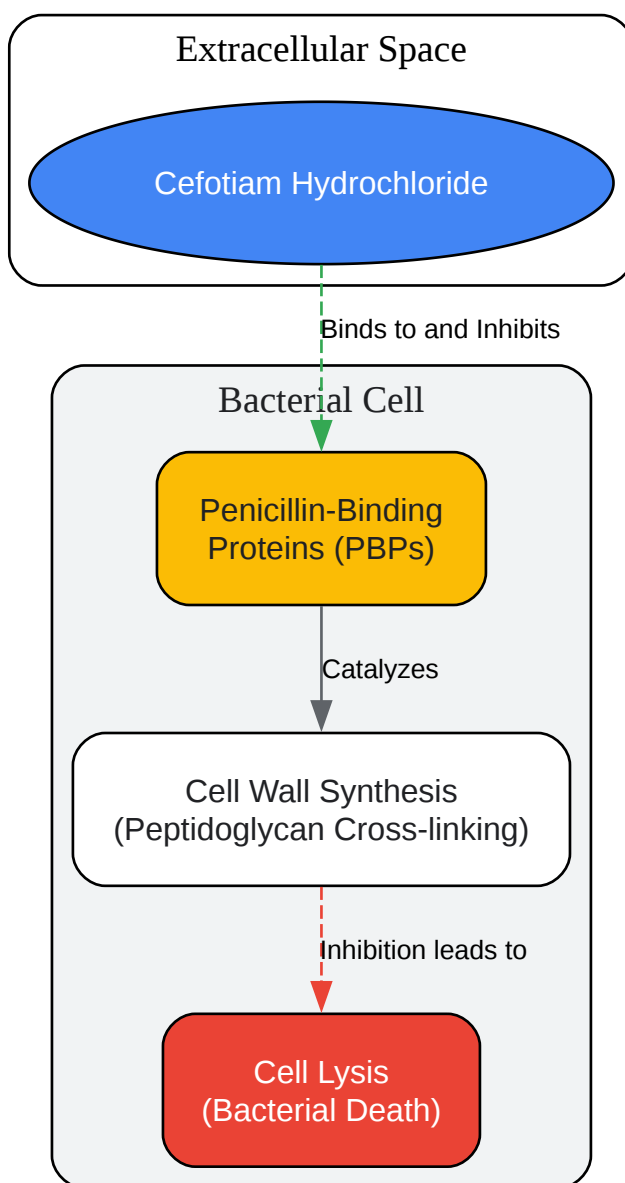 Extracellular Space
Cefotiam Hydrochloride
Binds to and Inhibits
Bacterial Cell
Penicillin-Binding
Proteins (PBPs)
Catalyzes
Cell Wall Synthesis
(Peptidoglycan Cross-linking)
Inhibition leads to
Cell Lysis
(Bacterial Death)